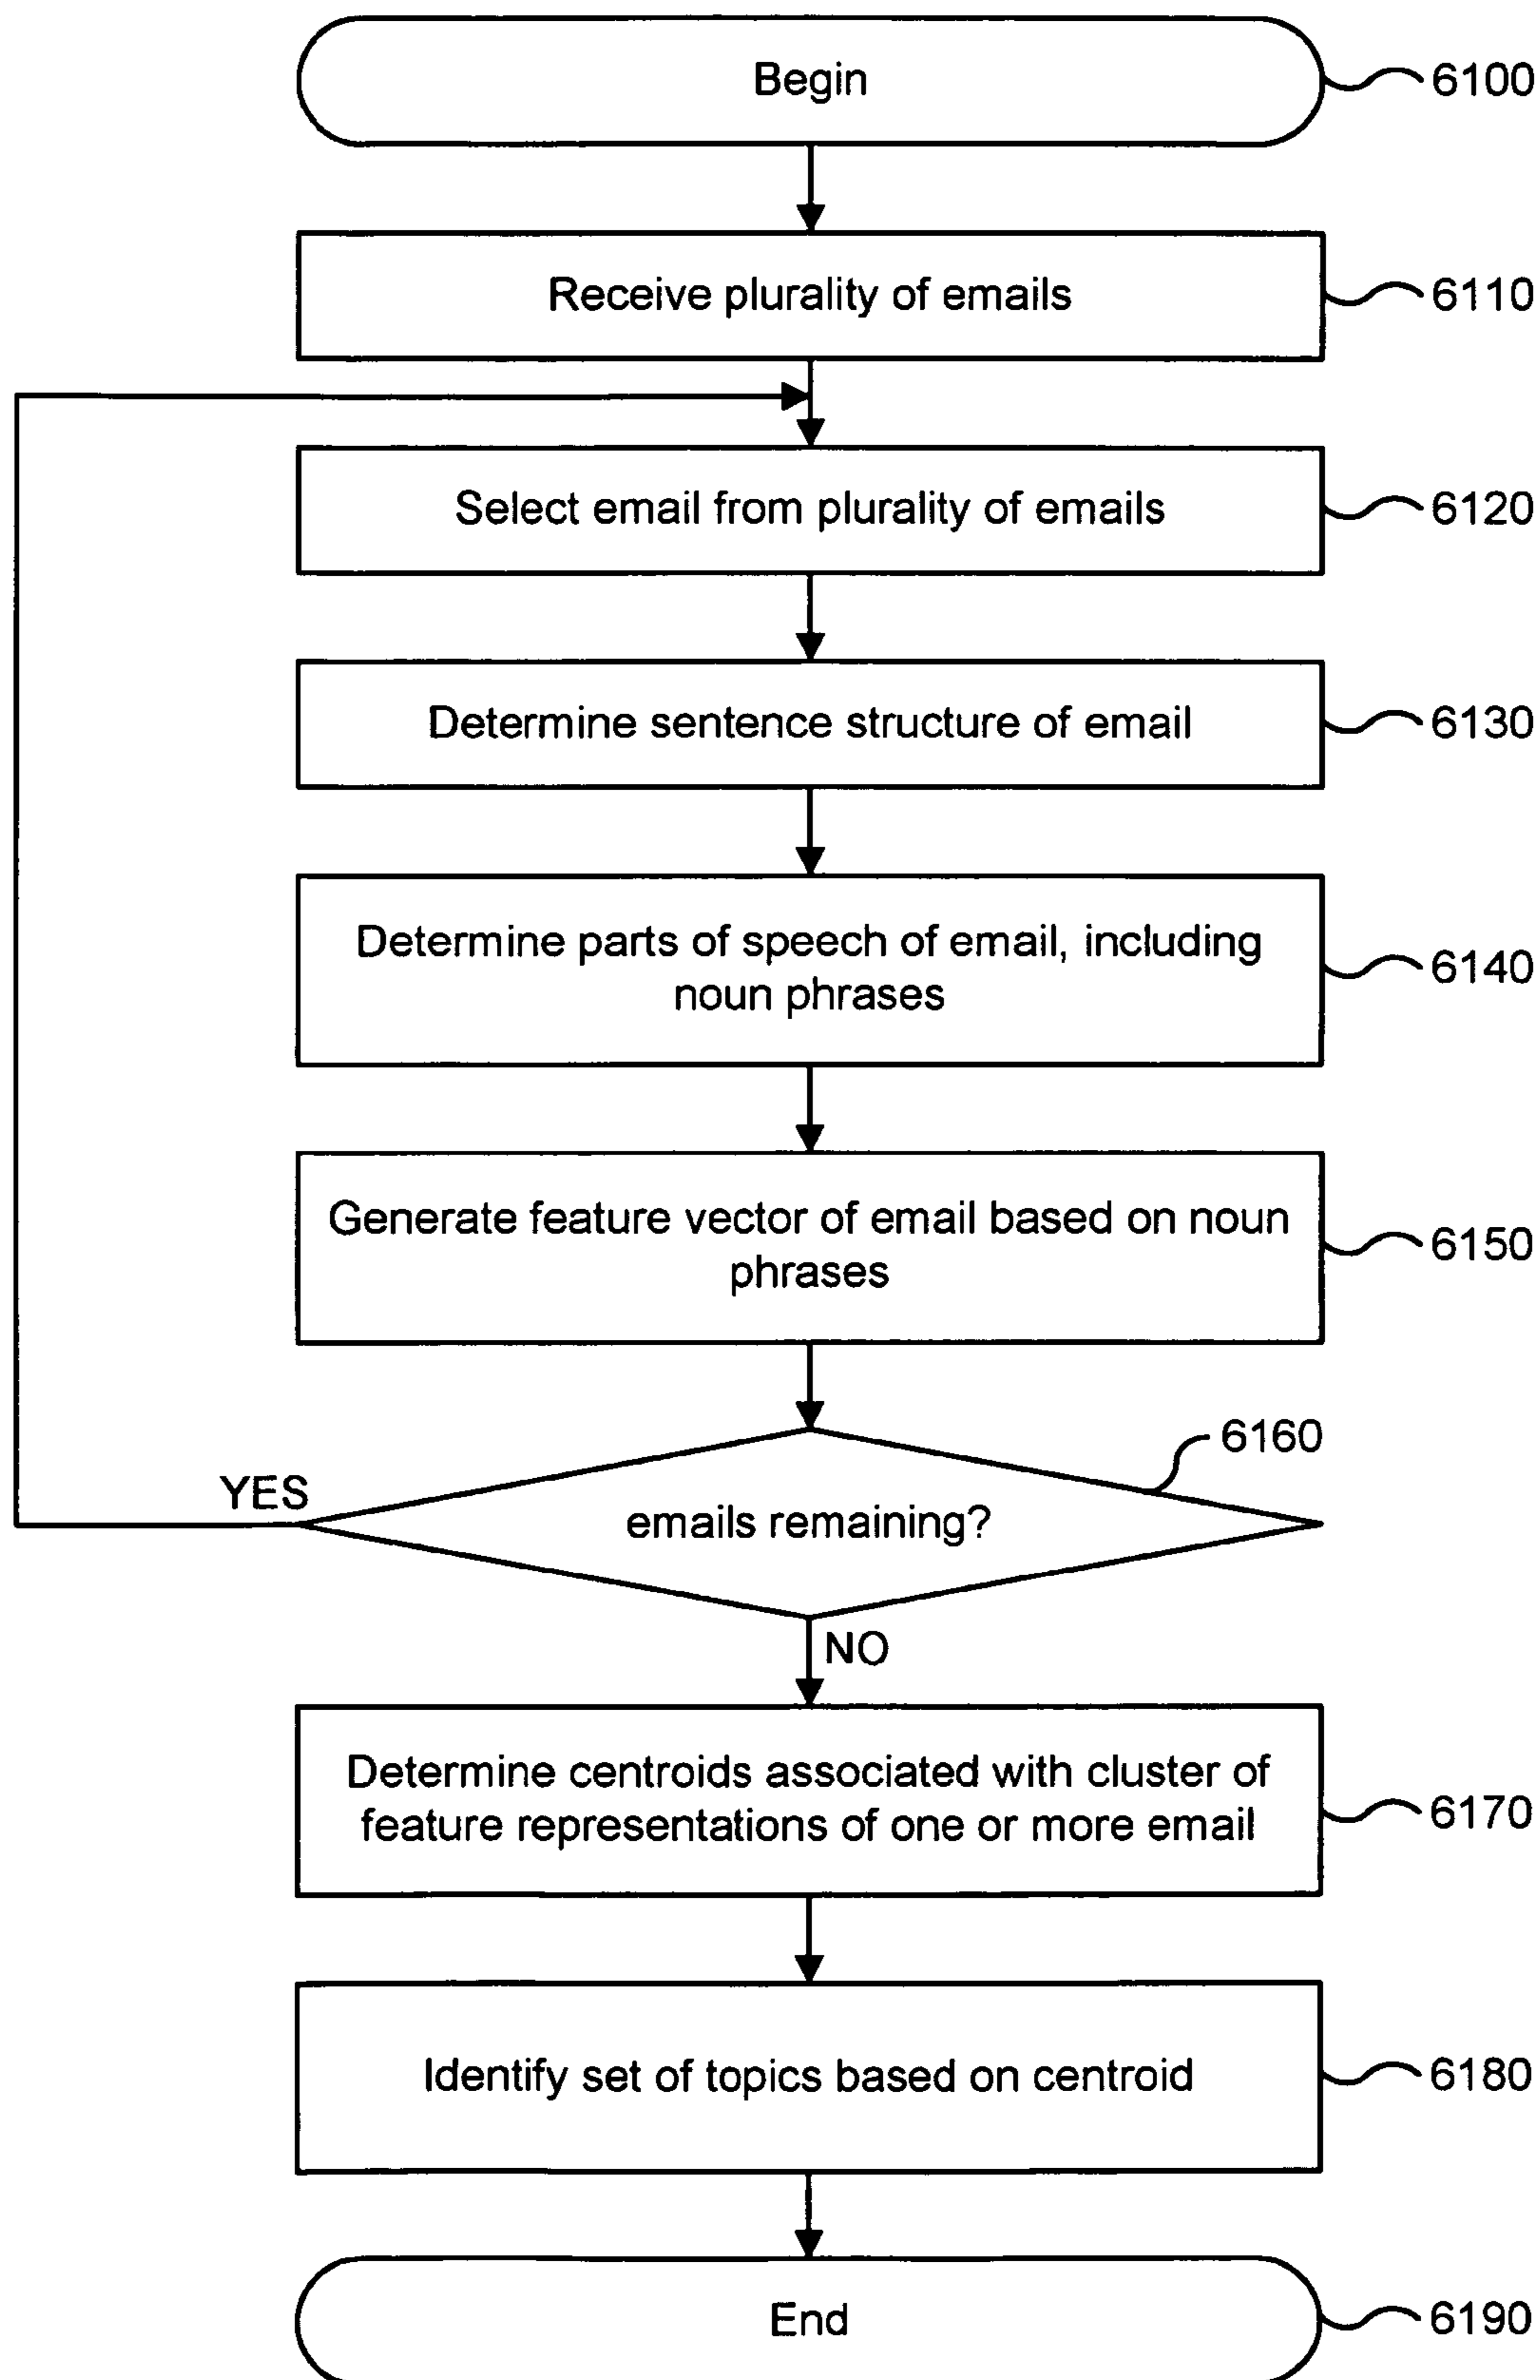 Begin
6100
Receive plurality of emails
6110
Select email from plurality of emails
6120
Determine sentence structure of email
6130
Determine parts of speech of email, including
noun phrases
6140
Generate feature vector of email based on noun
phrases
6150
6160
YES
emails remaining?
NO
Determine centroids associated with cluster of
feature representations of one or more email
6170
Identify set of topics based on centroid
6180
End
6190